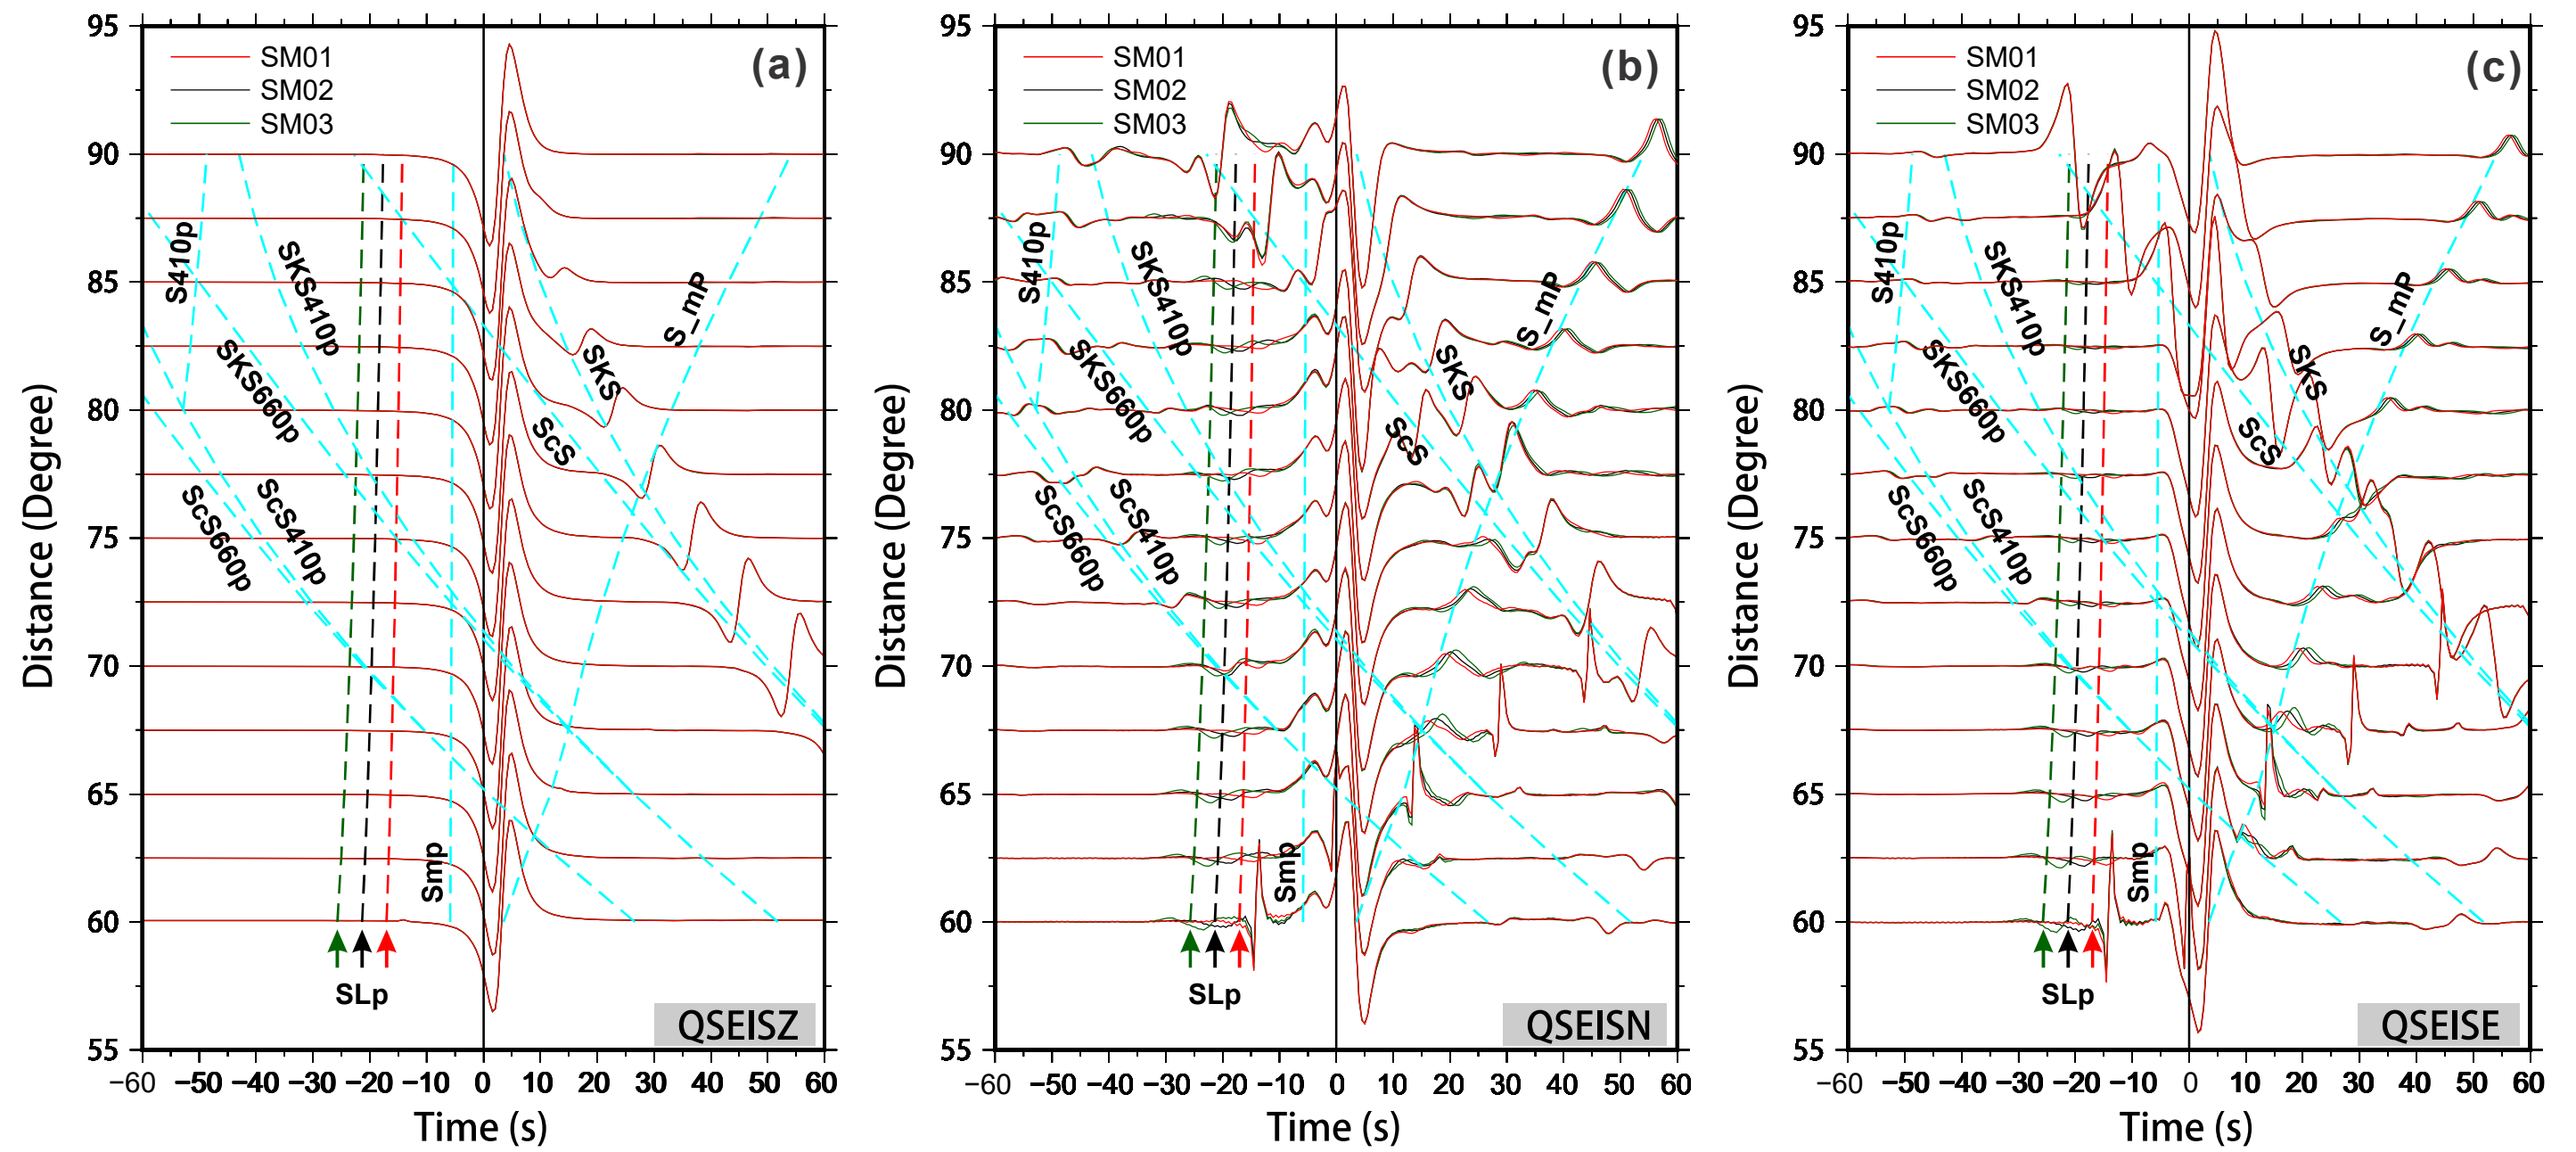 95
90
85
80
75
70
65
60
55
Distance (Degree)
SM01
SM02
SM03
(a)
S410p
SKS410p
SKS660p
ScS410p
ScS660p
SKS
ScS
S_mP
Smp
SLp
QSEISZ
−60 −50 −40 −30 −20 −10 0 10 20 30 40 50 60
Time (s)
95
90
85
80
75
70
65
60
55
Distance (Degree)
SM01
SM02
SM03
(b)
S410p
SKS410p
SKS660p
ScS410p
ScS660p
SKS
ScS
S_mP
Smp
SLp
QSEISN
−60 −50 −40 −30 −20 −10 0 10 20 30 40 50 60
Time (s)
95
90
85
80
75
70
65
60
55
Distance (Degree)
SM01
SM02
SM03
(c)
S410p
SKS410p
SKS660p
ScS410p
ScS660p
SKS
ScS
S_mP
Smp
SLp
QSEISE
−60 −50 −40 −30 −20 −10 0 10 20 30 40 50 60
Time (s)